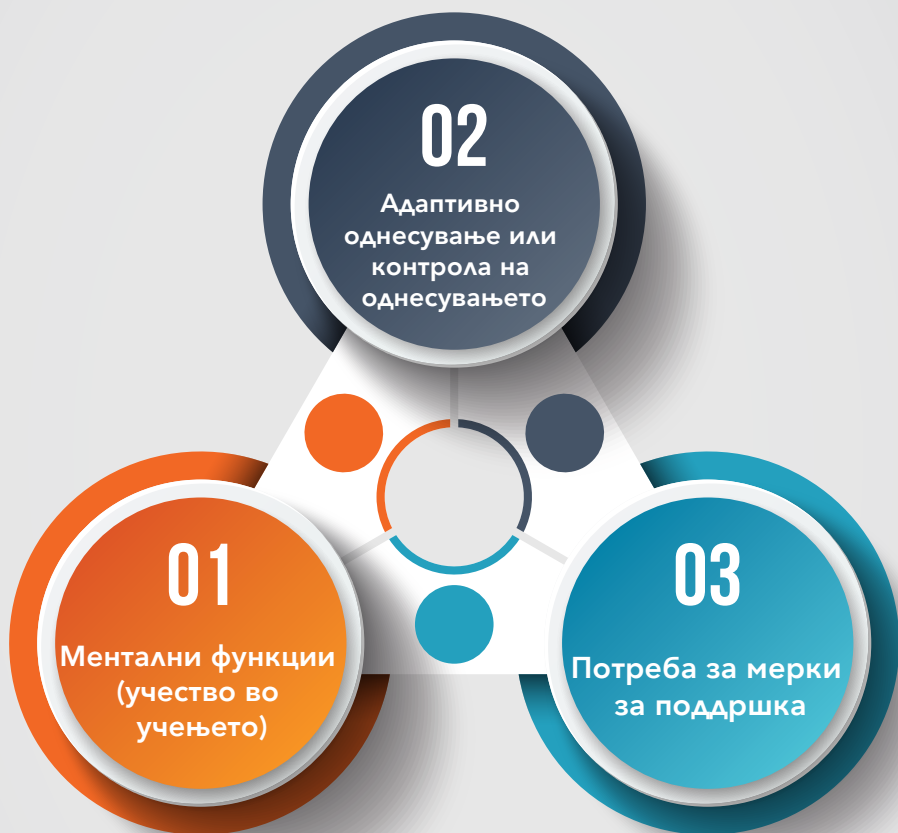 02
Адаптивно
однесување или
контрола на
однесувањето
01
Ментални функции
(учество во
учењето)
03
Потреба за мерки
за поддршка